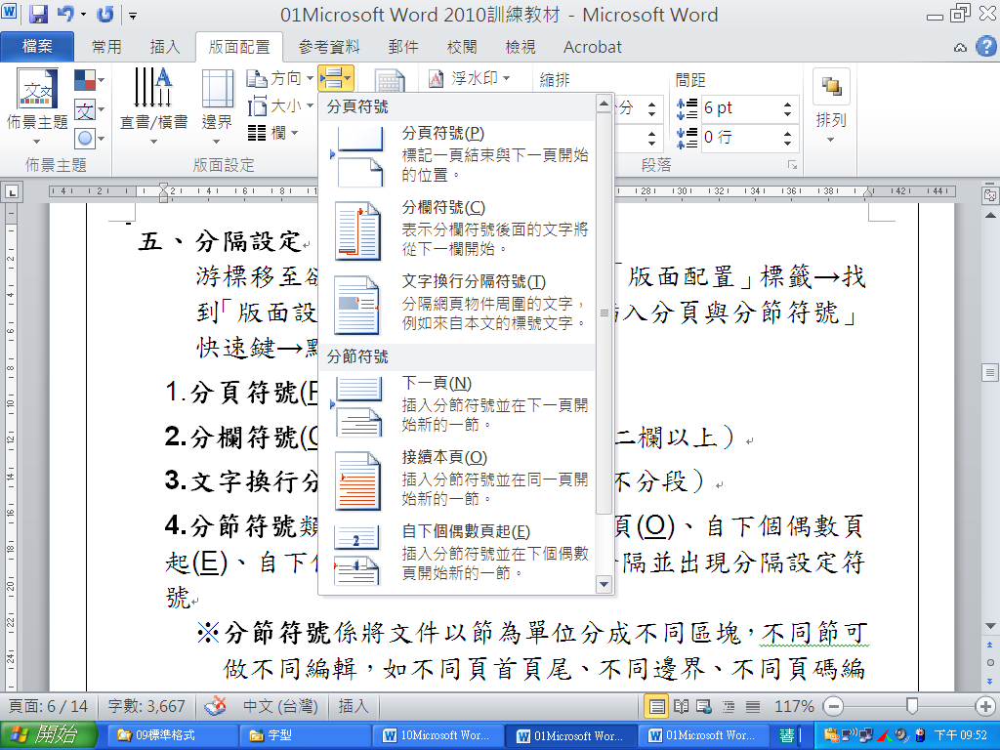 01Microsoft Word 2010訓練教材 - Microsoft Word
檔案 常用 插入 版面配置 參考資料 郵件 校閱 檢視 Acrobat
佈景主題 直書/橫書 邊界 方向 大小 欄 浮水印 縮排 間距 排列
6 pt
0 行
佈景主題 版面設定 段落
分頁符號
分頁符號(P)
標記一頁結束與下一頁開始
的位置。
分欄符號(C)
表示分欄符號後面的文字將
從下一欄開始。
文字換行分隔符號(T)
分隔網頁物件周圍的文字，
例如來自本文的標號文字。
分節符號
下一頁(N)
插入分節符號並在下一頁開
始新的一節。
接續本頁(O)
插入分節符號並在同一頁開
始新的一節。
自下個偶數頁起(E)
插入分節符號並在下個偶數
頁開始新的一節。
五、分隔設定
游標移至 「版面配置」標籤→找
到「版面設 入分頁與分節符號」
快速鍵→
1.分頁符號(
2.分欄符號( 二欄以上）
3.文字換行分 不分段）
4.分節符號類 頁(O)、自下個偶數頁
起(E)、自下 隔並出現分隔設定符
號
※分節符號係將文件以節為單位分成不同區塊，不同節可
做不同編輯，如不同頁首頁尾、不同邊界、不同頁碼編
頁面: 6 / 14 字數: 3,667 中文 (台灣) 插入 117%
開始 09標準格式 字型 10Microsoft Wor... 01Microsoft Wor... 01Microsoft Wor... 下午 09:52